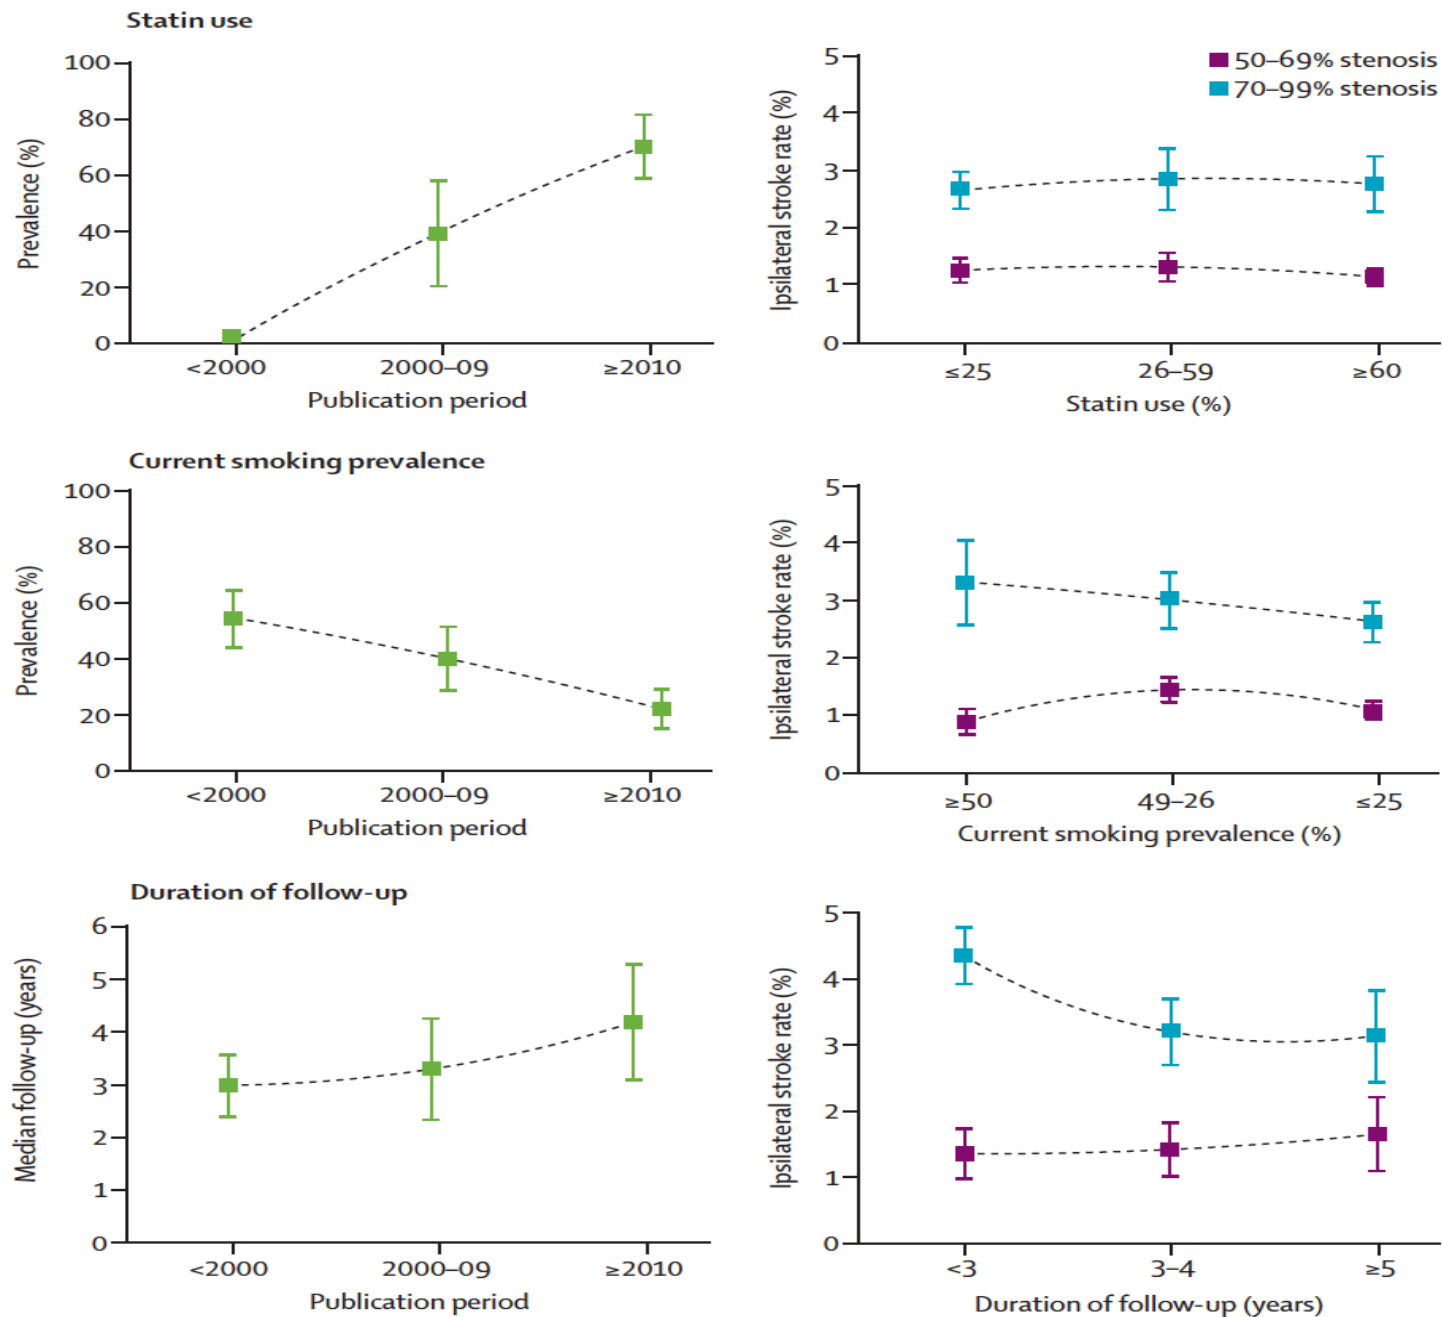 Statin use
100
80
60
40
20
0
Prevalence (%)
<2000 2000–09 ≥2010
Publication period
50–69% stenosis
70–99% stenosis
5
4
3
2
1
0
Ipsilateral stroke rate (%)
≤25 26–59 ≥60
Statin use (%)
Current smoking prevalence
100
80
60
40
20
0
Prevalence (%)
<2000 2000–09 ≥2010
Publication period
5
4
3
2
1
0
Ipsilateral stroke rate (%)
≥50 49–26 ≤25
Current smoking prevalence (%)
Duration of follow-up
6
5
4
3
2
1
0
Median follow-up (years)
<2000 2000–09 ≥2010
Publication period
5
4
3
2
1
0
Ipsilateral stroke rate (%)
<3 3–4 ≥5
Duration of follow-up (years)